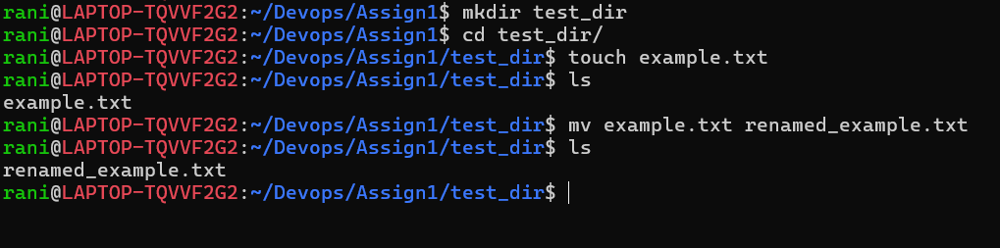 rani@LAPTOP-TQVVF2G2:~/Devops/Assign1$ mkdir test_dir
rani@LAPTOP-TQVVF2G2:~/Devops/Assign1$ cd test_dir/
rani@LAPTOP-TQVVF2G2:~/Devops/Assign1/test_dir$ touch example.txt
rani@LAPTOP-TQVVF2G2:~/Devops/Assign1/test_dir$ ls
example.txt
rani@LAPTOP-TQVVF2G2:~/Devops/Assign1/test_dir$ mv example.txt renamed_example.txt
rani@LAPTOP-TQVVF2G2:~/Devops/Assign1/test_dir$ ls
renamed_example.txt
rani@LAPTOP-TQVVF2G2:~/Devops/Assign1/test_dir$